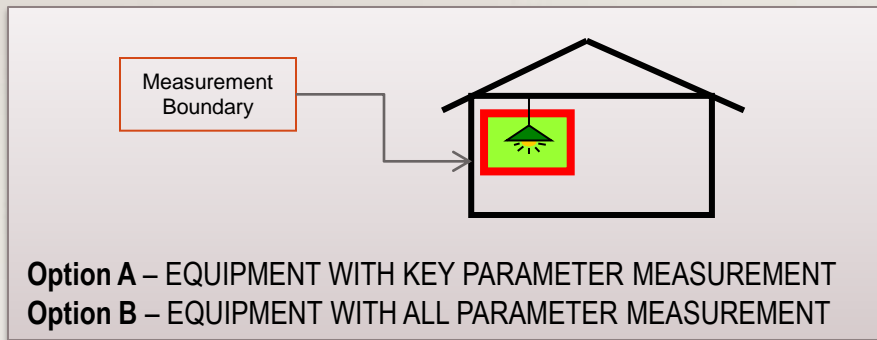 Measurement
Boundary
Option A – EQUIPMENT WITH KEY PARAMETER MEASUREMENT
Option B – EQUIPMENT WITH ALL PARAMETER MEASUREMENT